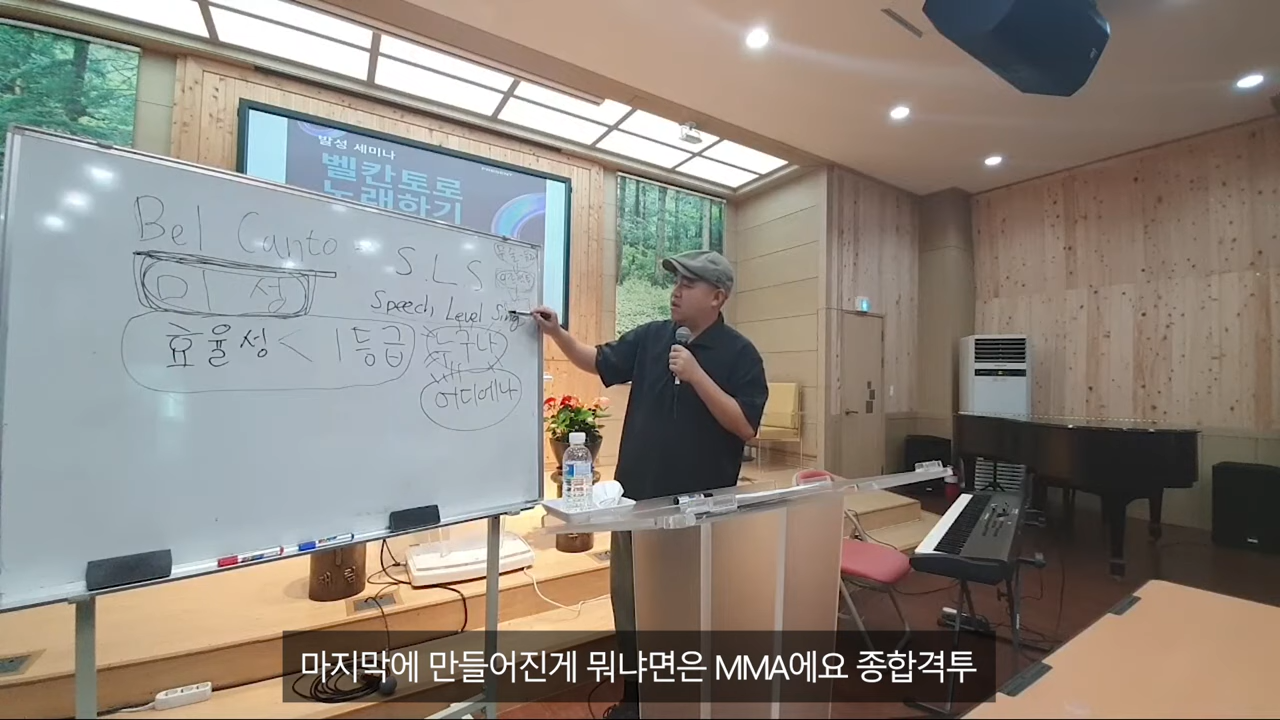 발성 세미나
벨칸토로
노래하기
Bel Canto
S.L.S
미 성
Speech Level Sing
효율성 < 1등급
누구나
어디에나
마지막에 만들어진게 뭐냐면은 MMA에요 종합격투